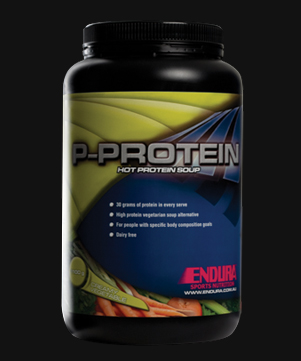 P-PROTEIN
HOT PROTEIN SOUP
30 grams of protein in every serve
High protein vegetarian soup alternative
For people with specific body composition goals
Dairy free
ENDURA
SPORTS NUTRITION
WWW.ENDURA.COM.AU